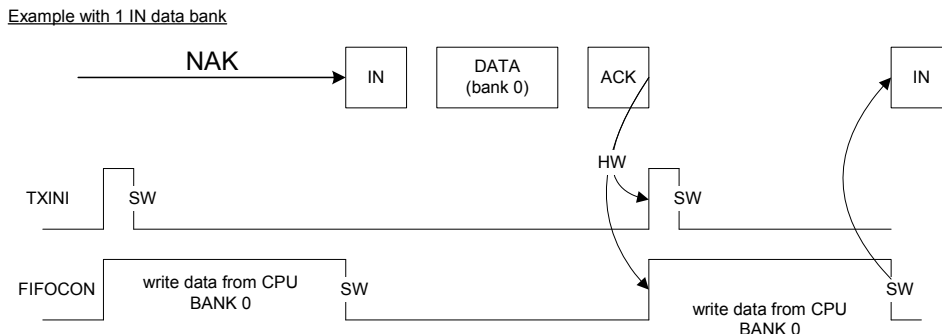 Example with 1 IN data bank
NAK
IN
DATA
(bank 0)
ACK
IN
HW
TXINI
SW
SW
FIFOCON
write data from CPU
BANK 0
SW
write data from CPU
BANK 0
SW